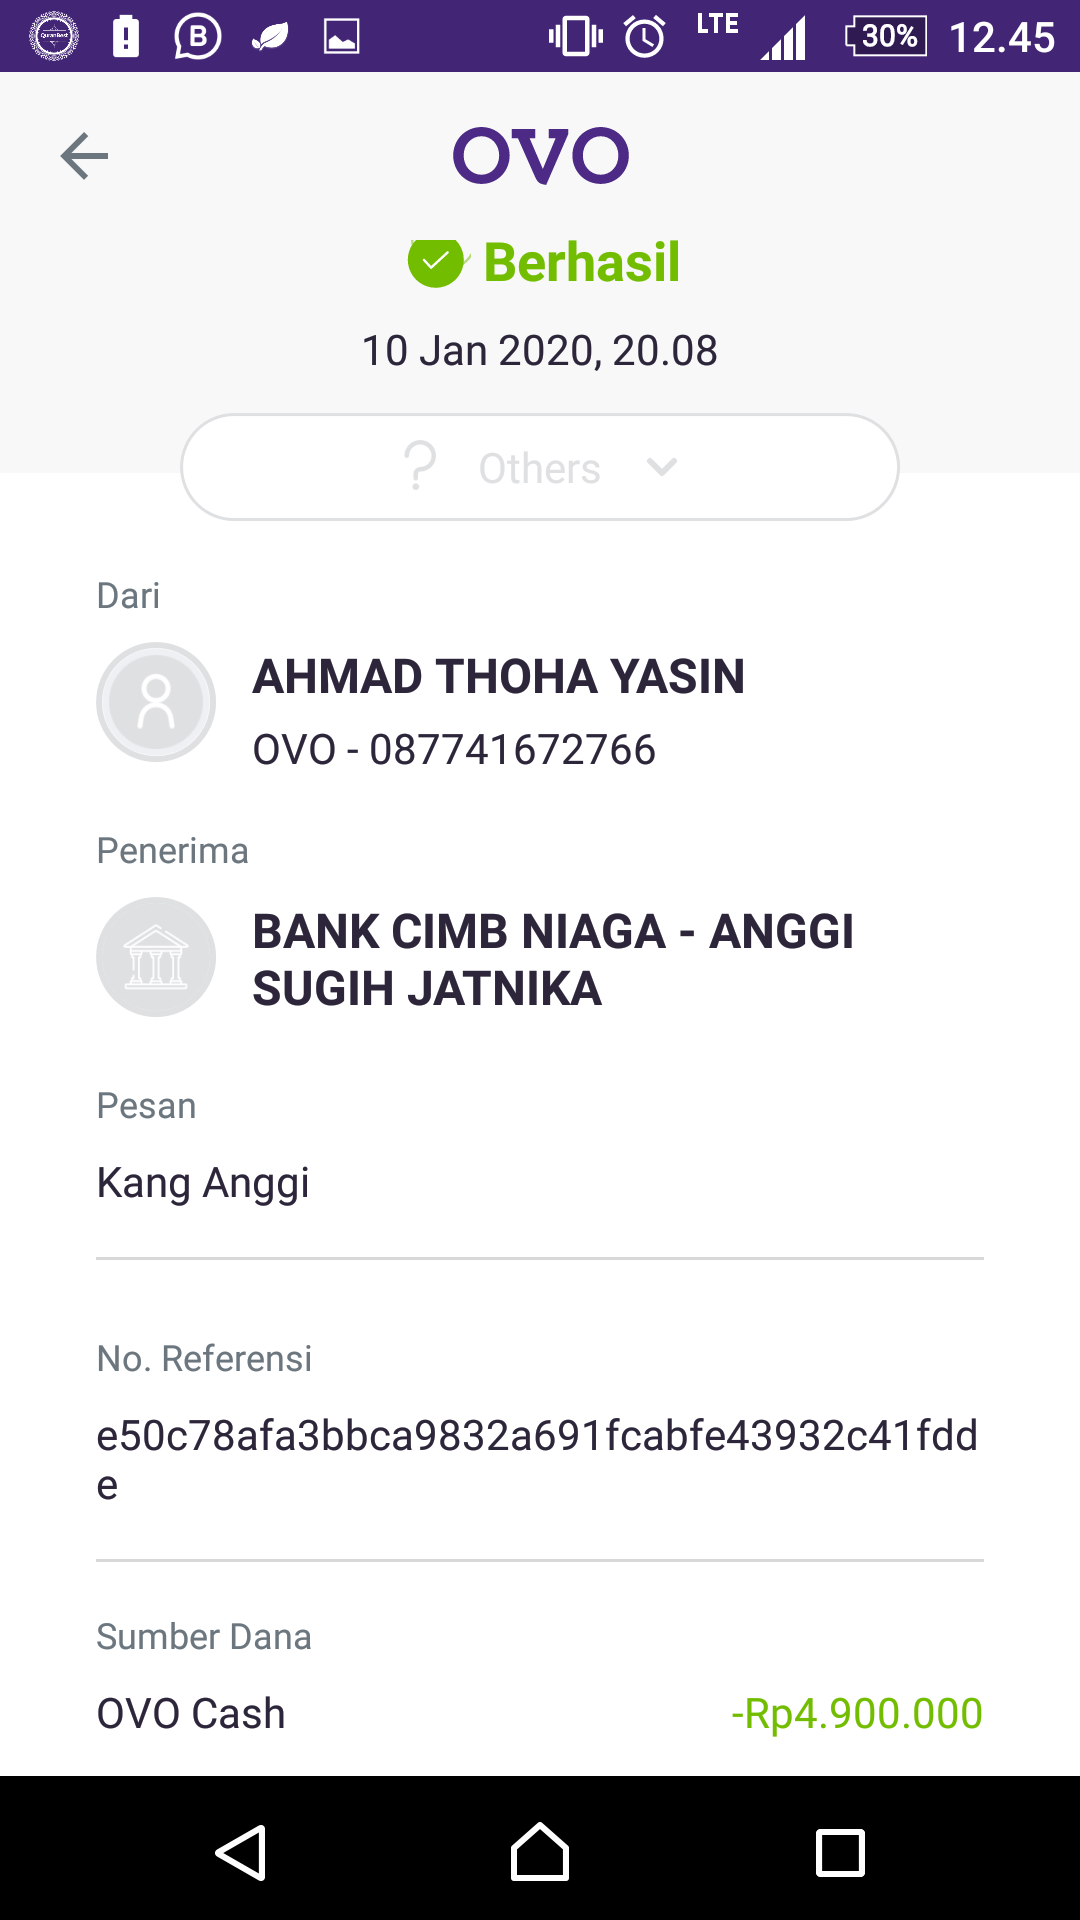 LTE 30% 12.45
OVO
Berhasil
10 Jan 2020, 20.08
Others
Dari
AHMAD THOHA YASIN
OVO - 087741672766
Penerima
BANK CIMB NIAGA - ANGGI
SUGIH JATNIKA
Pesan
Kang Anggi
No. Referensi
e50c78afa3bbca9832a691fcabfe43932c41fdd
e
Sumber Dana
OVO Cash -Rp4.900.000